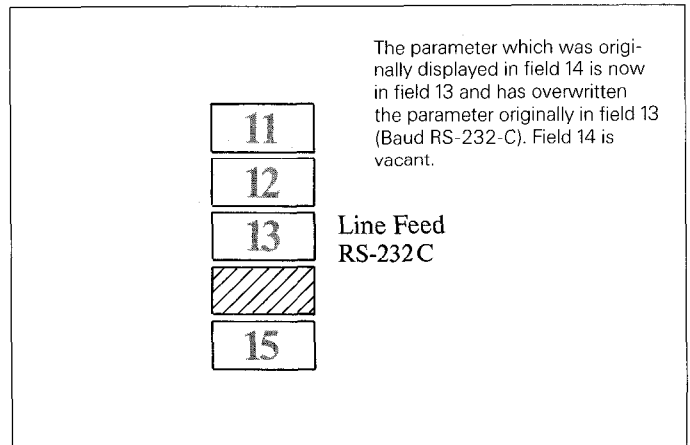 The parameter which was origi-
nally displayed in field 14 is now
in field 13 and has overwritten
the parameter originally in field 13
(Baud RS-232-C). Field 14 is
vacant.
11
12
13
Line Feed
RS-232C
15